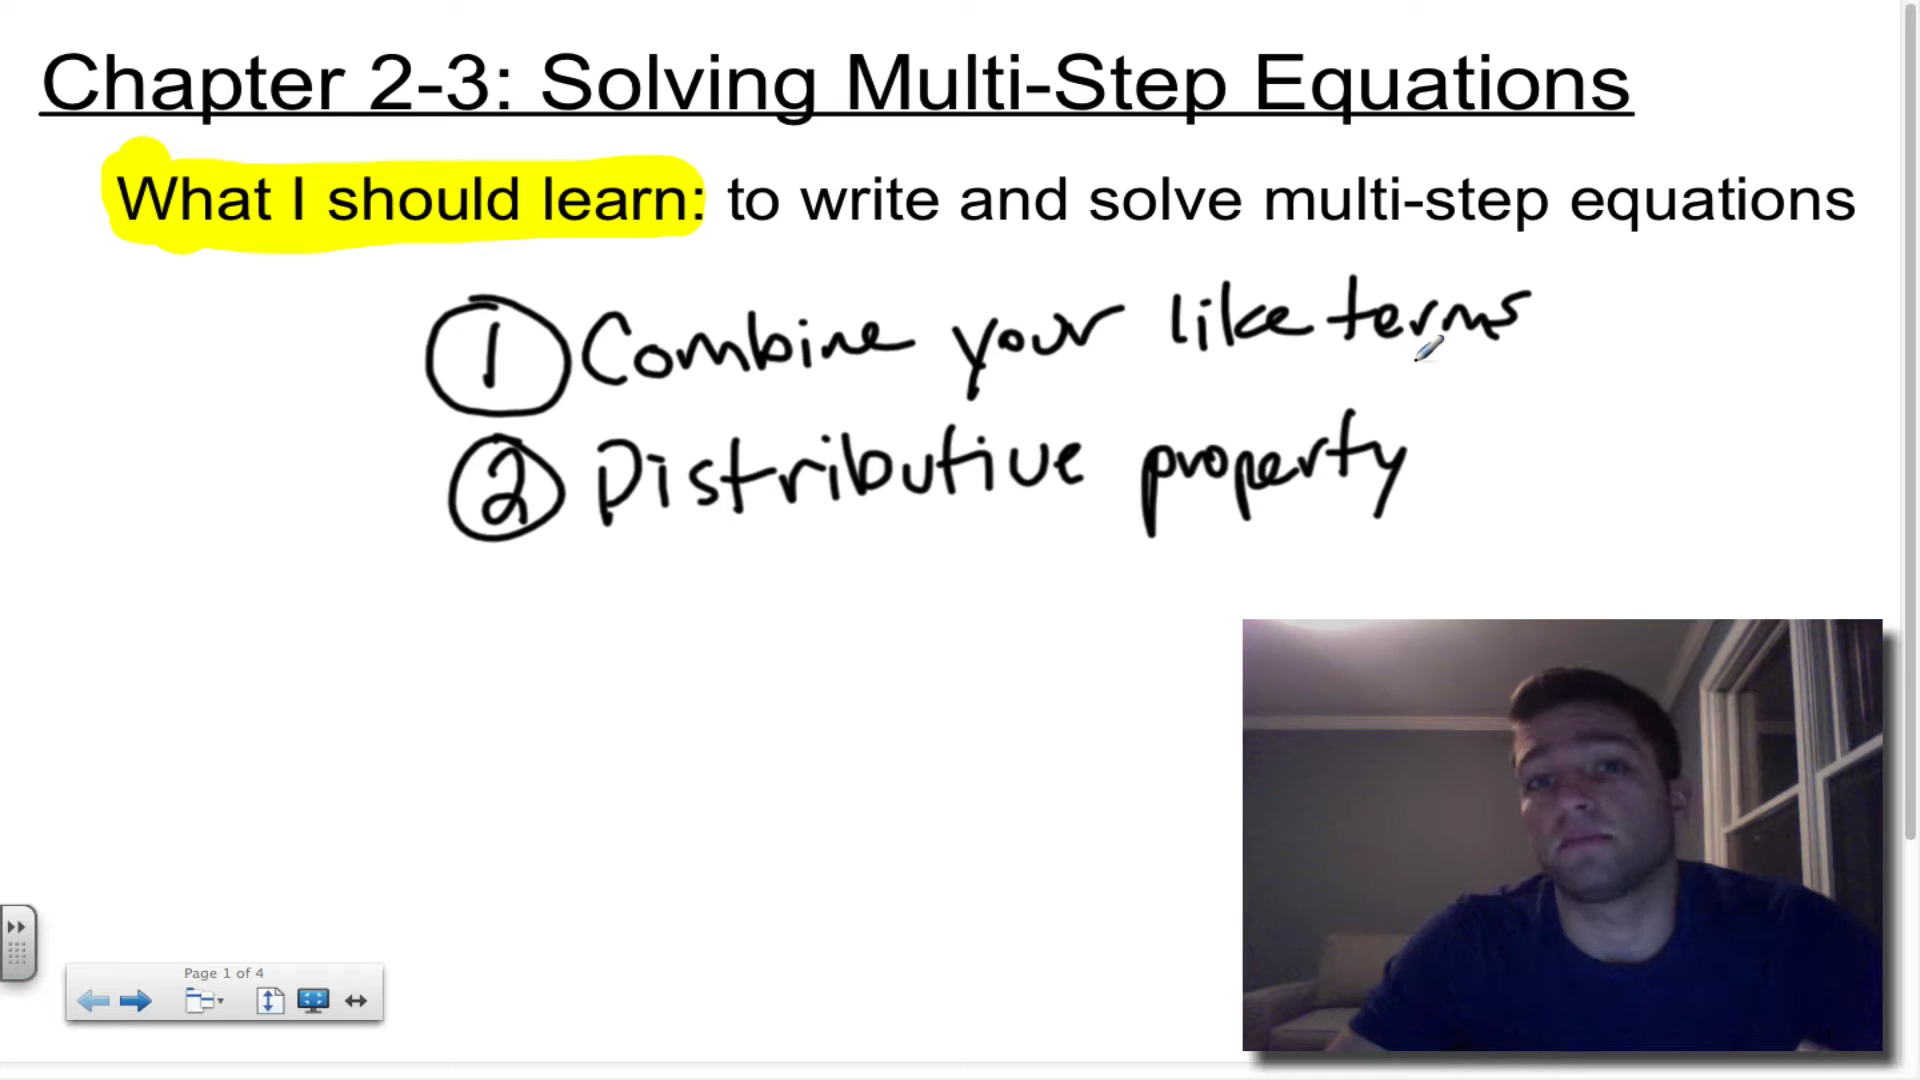 Chapter 2-3: Solving Multi-Step Equations
What I should learn: to write and solve multi-step equations
1 Combine your like terms
2 Distributive property
Page 1 of 4